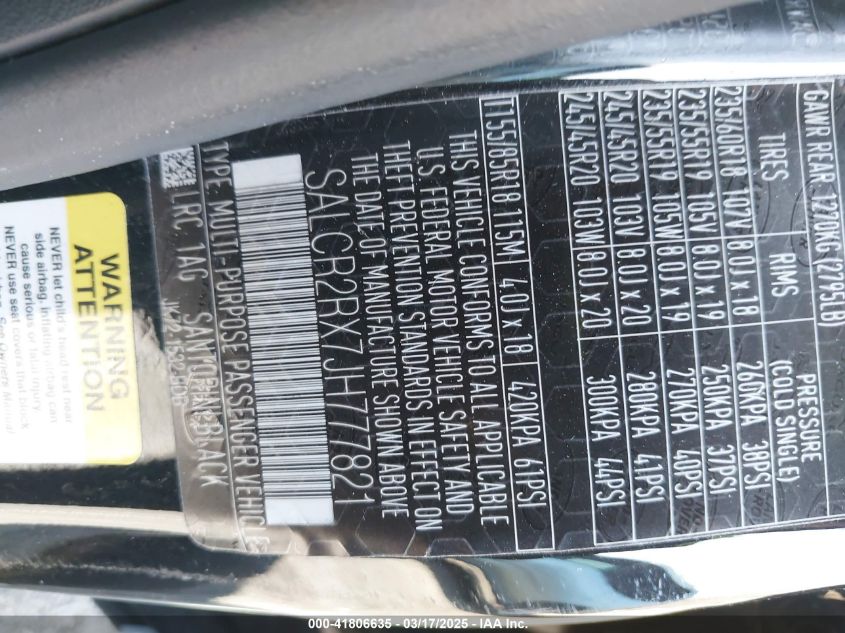 GAWR REAR 1270KG (2795LB)
TIRES RIMS PRESSURE (COLD SINGLE)
235/60R18 107V 8.0J x 18 260KPA 38PSI
235/55R19 105V 8.0J x 19 250KPA 37PSI
235/55R19 105W 8.0J x 19 270KPA 40PSI
245/45R20 103V 8.0J x 20 280KPA 41PSI
245/45R20 103W 8.0J x 20 300KPA 44PSI
T155/85R18 115M 4.0J x 18 420KPA 61PSI
THIS VEHICLE CONFORMS TO ALL APPLICABLE
U.S FEDERAL MOTOR VEHICLE SAFETY AND
THEFT PREVENTION STANDARDS IN EFFECT ON
THE DATE OF MANUFACTURE SHOWN ABOVE
SALCR2RX7JH777821
TYPE: MULTI-PURPOSE PASSENGER VEHICLE
LRC 1AG SANTORINI BLACK
WARNING
ATTENTION
NEVER let child's head rest near
side airbag, inflating bag can
cause serious or fatal injury
NEVER use seat covers that block
See Owners Manual
000-41806635 - 03/17/2025 - IAA Inc.